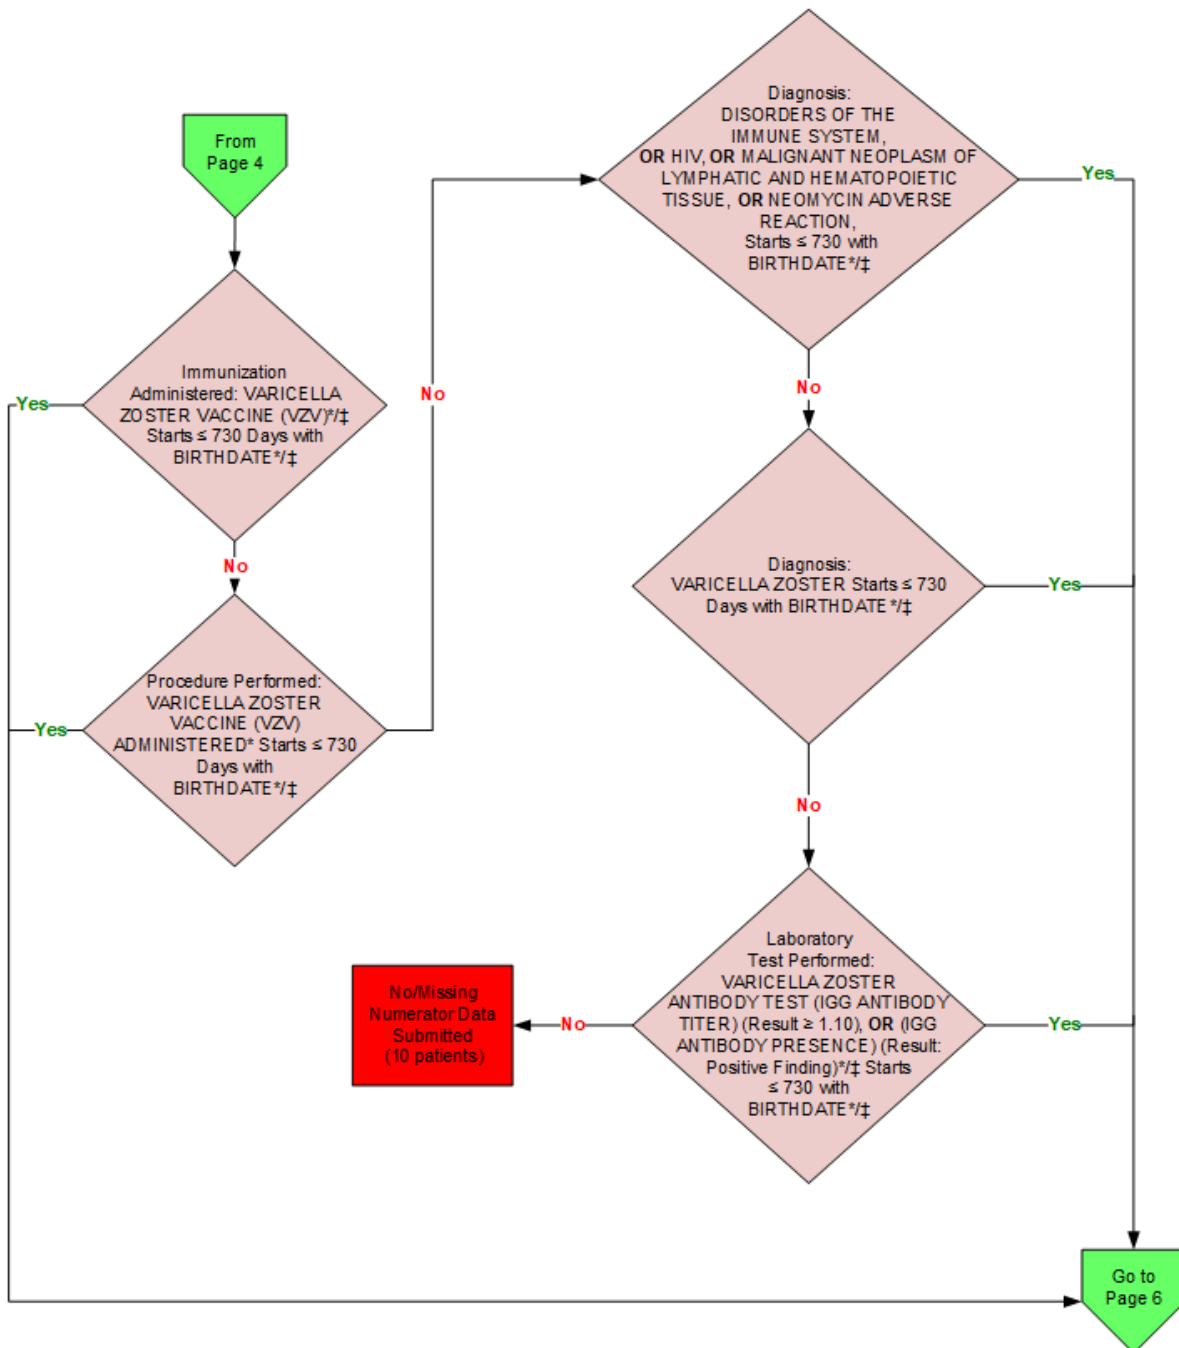 From
Page 4
Immunization
Administered: VARICELLA
ZOSTER VACCINE (VZV)*/‡
Starts ≤ 730 Days with
BIRTHDATE*/‡
Yes
No
Procedure Performed:
VARICELLA ZOSTER
VACCINE (VZV)
ADMINISTERED* Starts ≤ 730
Days with
BIRTHDATE*/‡
Yes
No
Diagnosis:
DISORDERS OF THE
IMMUNE SYSTEM,
OR HIV, OR MALIGNANT NEOPLASM OF
LYMPHATIC AND HEMATOPOIETIC
TISSUE, OR NEOMYCIN ADVERSE
REACTION,
Starts ≤ 730 with
BIRTHDATE*/‡
Yes
No
Diagnosis:
VARICELLA ZOSTER Starts ≤ 730
Days with BIRTHDATE*/‡
Yes
No
Laboratory
Test Performed:
VARICELLA ZOSTER
ANTIBODY TEST (IGG ANTIBODY
TITER) (Result ≥ 1.10), OR (IGG
ANTIBODY PRESENCE) (Result:
Positive Finding)*/‡ Starts
≤ 730 with
BIRTHDATE*/‡
Yes
No
No/Missing
Numerator Data
Submitted
(10 patients)
Go to
Page 6